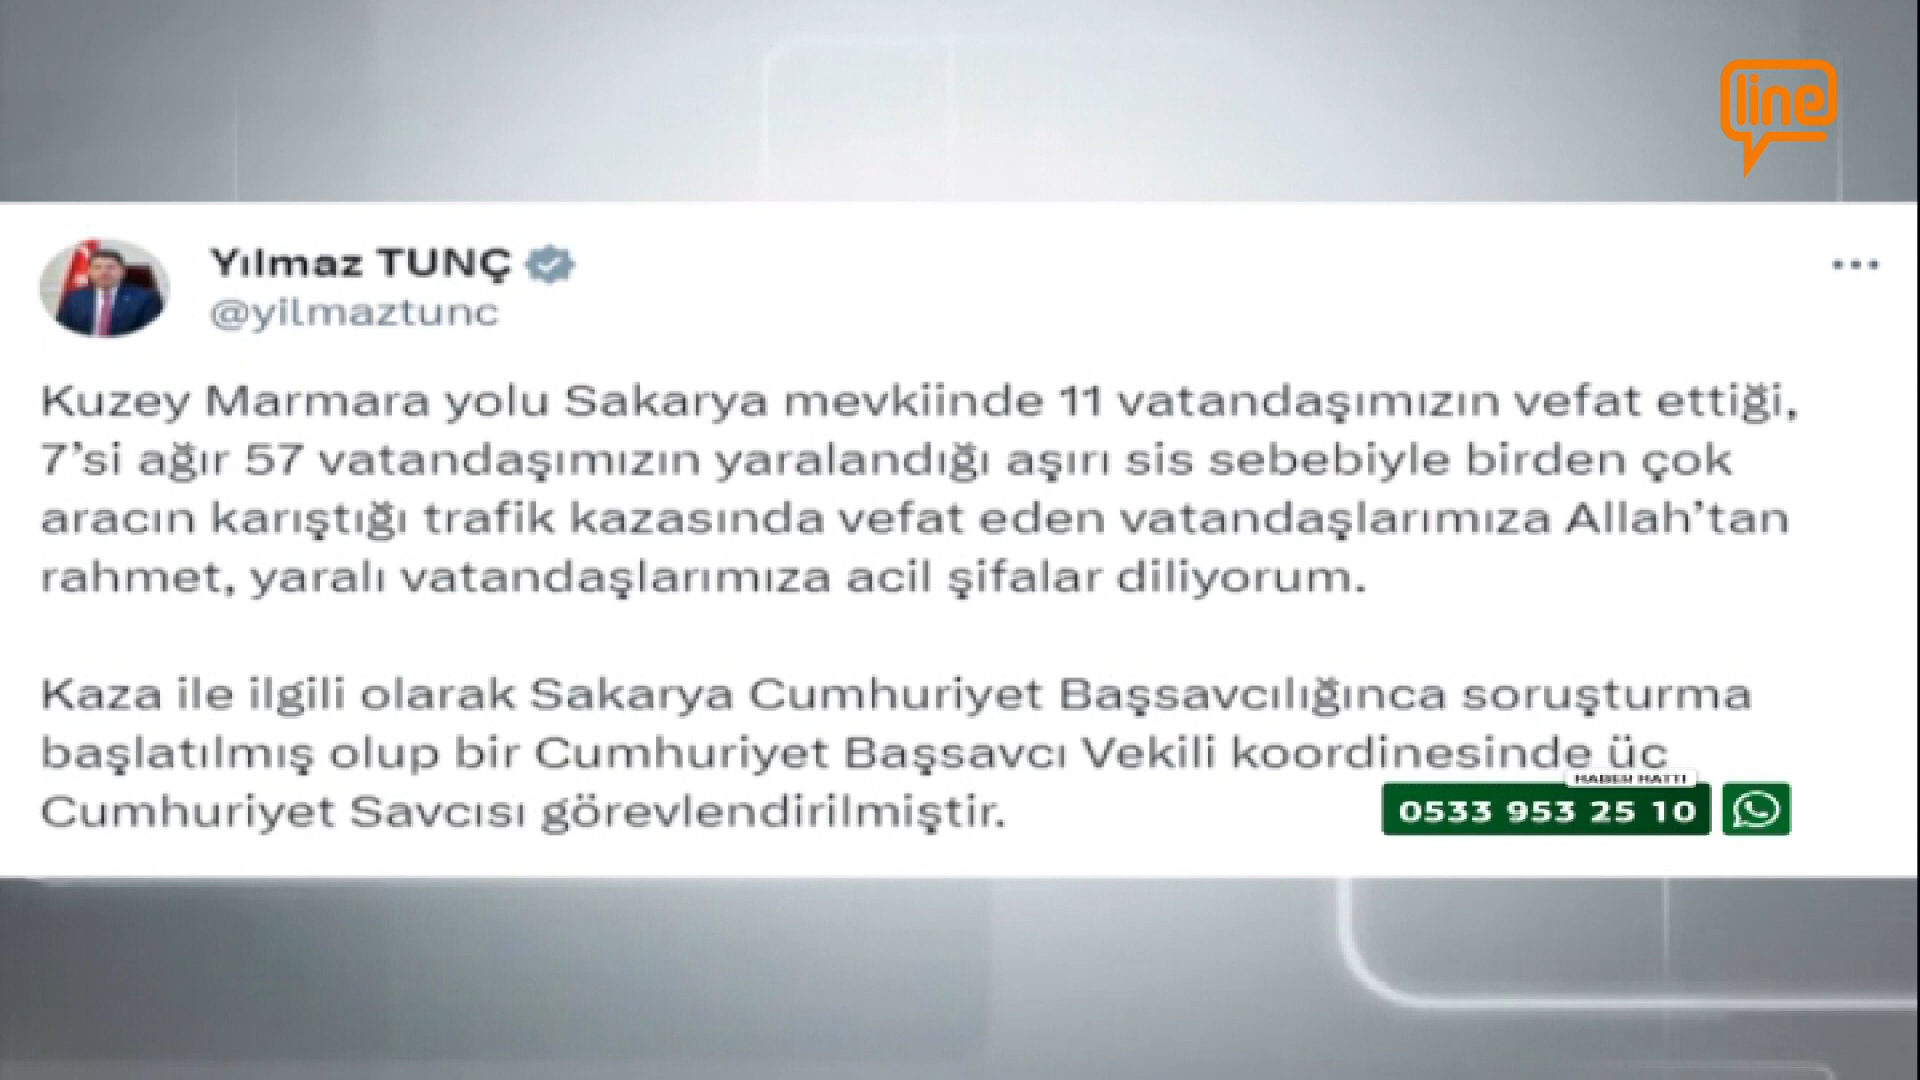 line
Yılmaz TUNÇ
@yilmaztunc
Kuzey Marmara yolu Sakarya mevkiinde 11 vatandaşımızın vefat ettiği,
7’si ağır 57 vatandaşımızın yaralandığı aşırı sis sebebiyle birden çok
aracın karıştığı trafik kazasında vefat eden vatandaşlarımıza Allah’tan
rahmet, yaralı vatandaşlarımıza acil şifalar diliyorum.
Kaza ile ilgili olarak Sakarya Cumhuriyet Başsavcılığınca soruşturma
başlatılmış olup bir Cumhuriyet Başsavcı Vekili koordinesinde üç
Cumhuriyet Savcısı görevlendirilmiştir.
HABER HATTI
0533 953 25 10